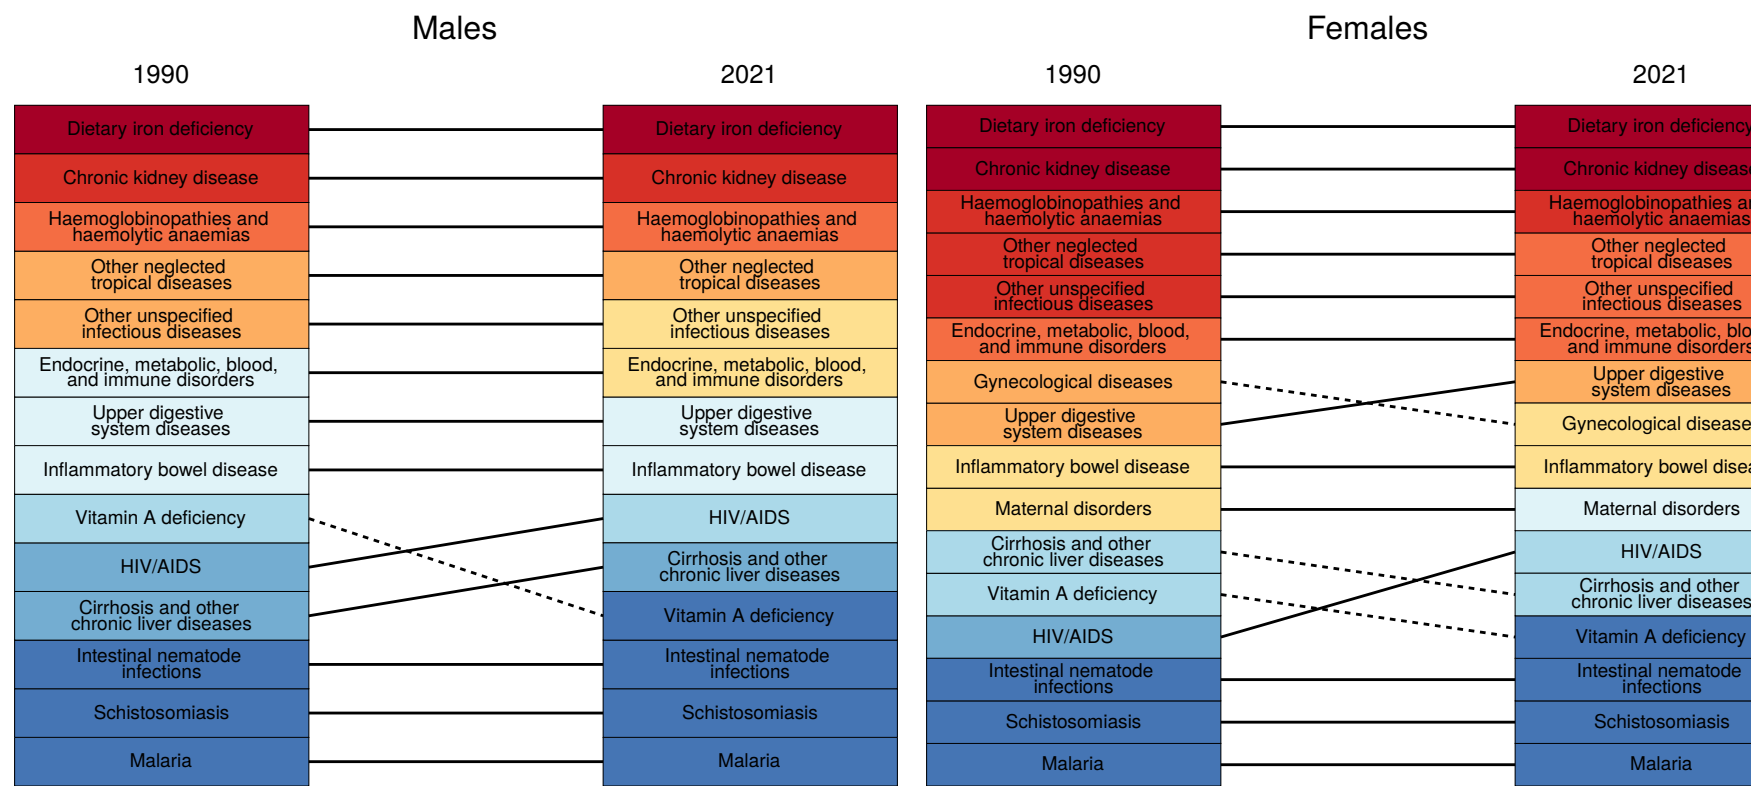 Males
Females
1990
2021
1990
2021
Dietary iron deficiency
Chronic kidney disease
Haemoglobinopathies and
haemolytic anaemias
Other neglected
tropical diseases
Other unspecified
infectious diseases
Endocrine, metabolic, blood,
and immune disorders
Upper digestive
system diseases
Inflammatory bowel disease
Vitamin A deficiency
HIV/AIDS
Cirrhosis and other
chronic liver diseases
Intestinal nematode
infections
Schistosomiasis
Malaria
Dietary iron deficiency
Chronic kidney disease
Haemoglobinopathies and
haemolytic anaemias
Other neglected
tropical diseases
Other unspecified
infectious diseases
Endocrine, metabolic, blood,
and immune disorders
Upper digestive
system diseases
Inflammatory bowel disease
HIV/AIDS
Cirrhosis and other
chronic liver diseases
Vitamin A deficiency
Intestinal nematode
infections
Schistosomiasis
Malaria
Dietary iron deficiency
Chronic kidney disease
Haemoglobinopathies and
haemolytic anaemias
Other neglected
tropical diseases
Other unspecified
infectious diseases
Endocrine, metabolic, blood,
and immune disorders
Gynecological diseases
Upper digestive
system diseases
Inflammatory bowel disease
Maternal disorders
Cirrhosis and other
chronic liver diseases
Vitamin A deficiency
HIV/AIDS
Intestinal nematode
infections
Schistosomiasis
Malaria
Dietary iron deficiency
Chronic kidney diseas
Haemoglobinopathies a
haemolytic anaemias
Other neglected
tropical diseases
Other unspecified
infectious diseases
Endocrine, metabolic, blo
and immune disorders
Upper digestive
system diseases
Gynecological disease
Inflammatory bowel disea
Maternal disorders
HIV/AIDS
Cirrhosis and other
chronic liver diseases
Vitamin A deficiency
Intestinal nematode
infections
Schistosomiasis
Malaria